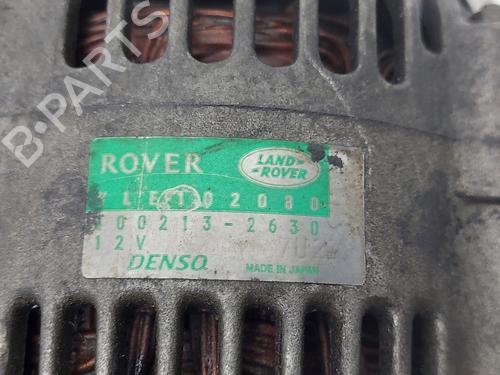 B-PARTS
ROVER
LAND-
-ROVER
YLE102080
100213-2630
12V
DENSO
MADE IN JAPAN